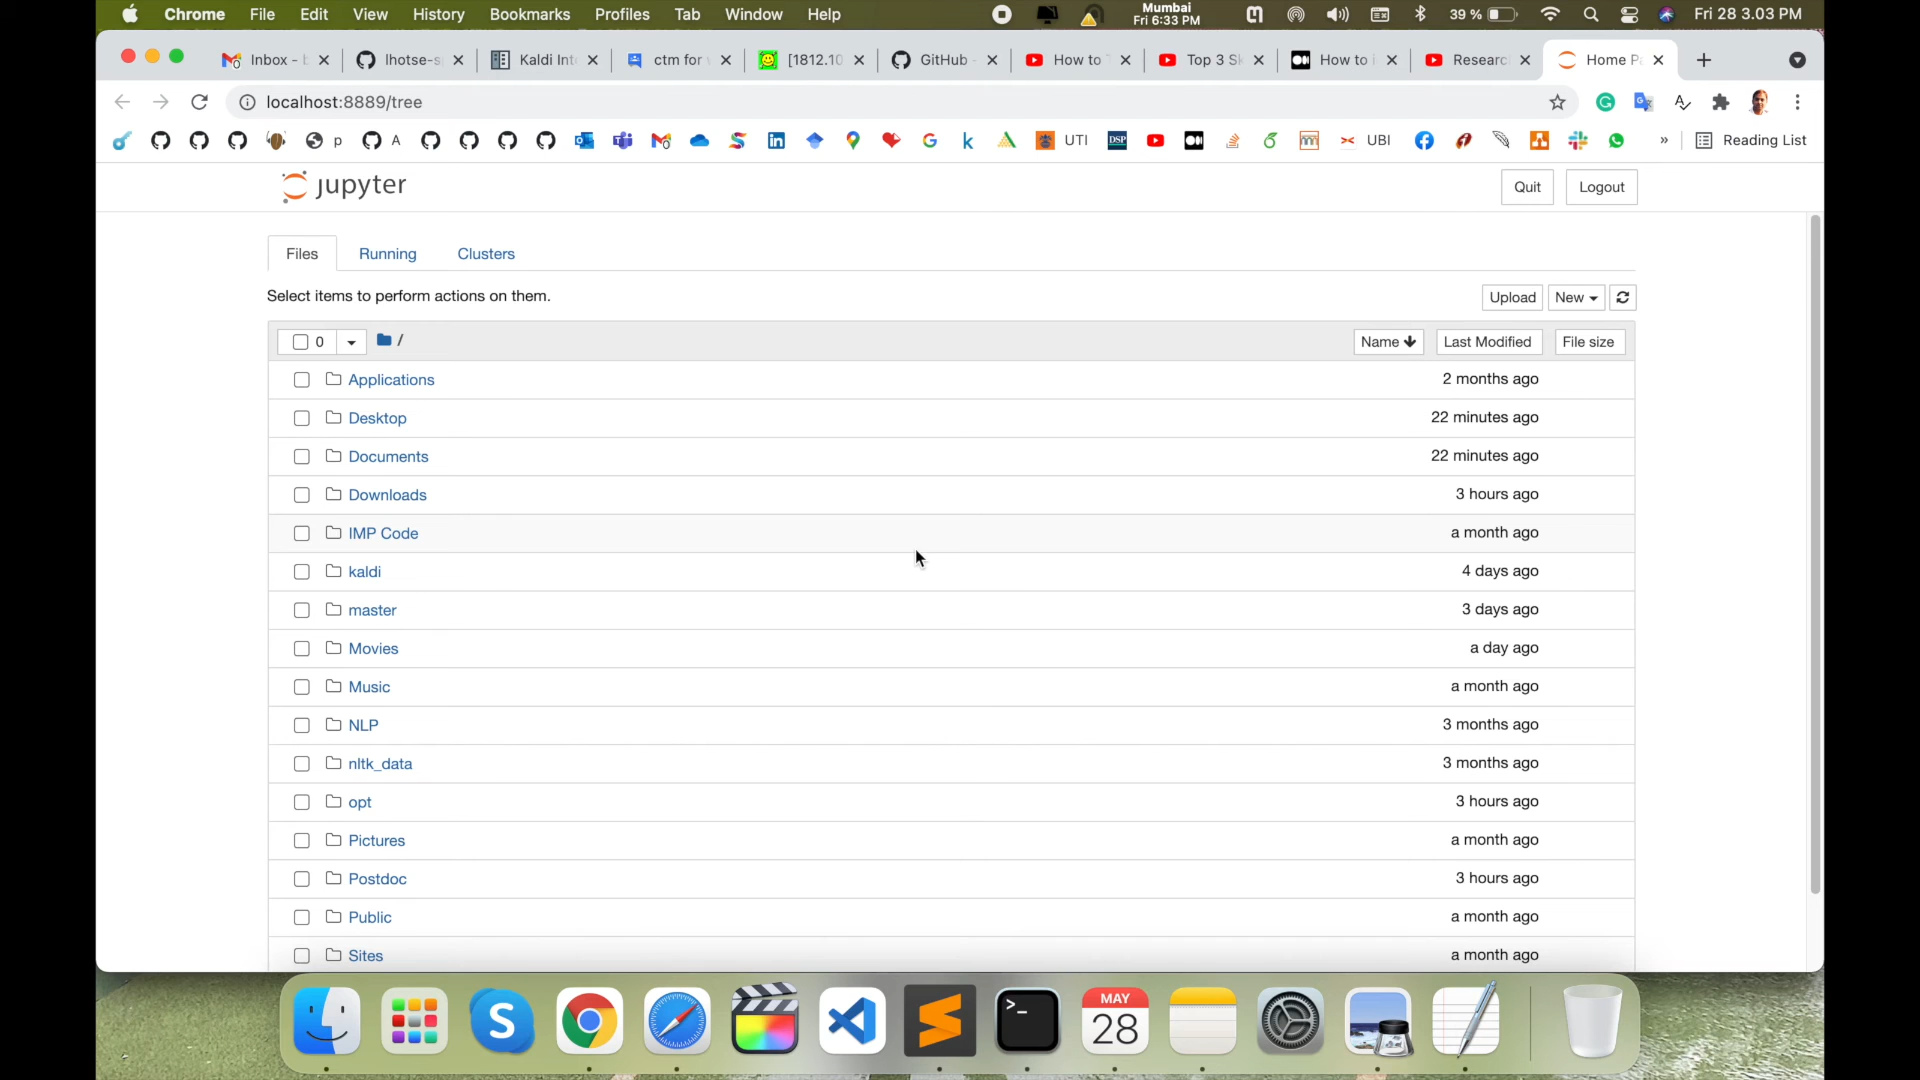 Chrome File Edit View History Bookmarks Profiles Tab Window Help
Mumbai
Fri 6:33 PM
39 %
Fri 28 3.03 PM
Inbox - lhotse-s Kaldi Int ctm for [1812.10 GitHub - How to Top 3 Sk How to i Researc Home Pa
localhost:8889/tree
p A UTI DSP UBI » Reading List
jupyter
Quit Logout
Files Running Clusters
Select items to perform actions on them.
Upload New
0 / Name Last Modified File size
Applications 2 months ago
Desktop 22 minutes ago
Documents 22 minutes ago
Downloads 3 hours ago
IMP Code a month ago
kaldi 4 days ago
master 3 days ago
Movies a day ago
Music a month ago
NLP 3 months ago
nltk_data 3 months ago
opt 3 hours ago
Pictures a month ago
Postdoc 3 hours ago
Public a month ago
Sites a month ago
MAY
28